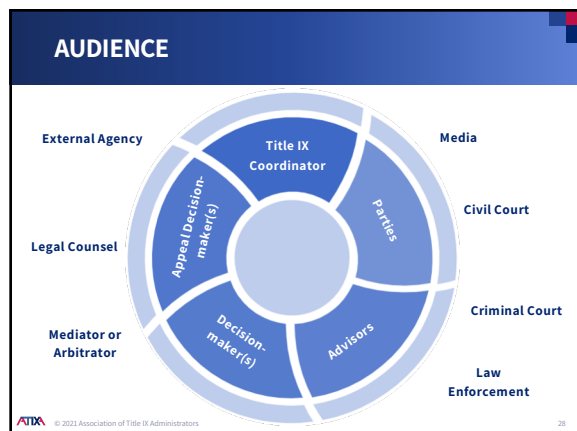 AUDIENCE
External Agency
Media
Title IX
Coordinator
Civil Court
Parties
Appeal Decision-
maker(s)
Legal Counsel
Criminal Court
Mediator or
Arbitrator
Decision-
maker(s)
Advisors
Law
Enforcement
ATIXA
© 2021 Association of Title IX Administrators
28